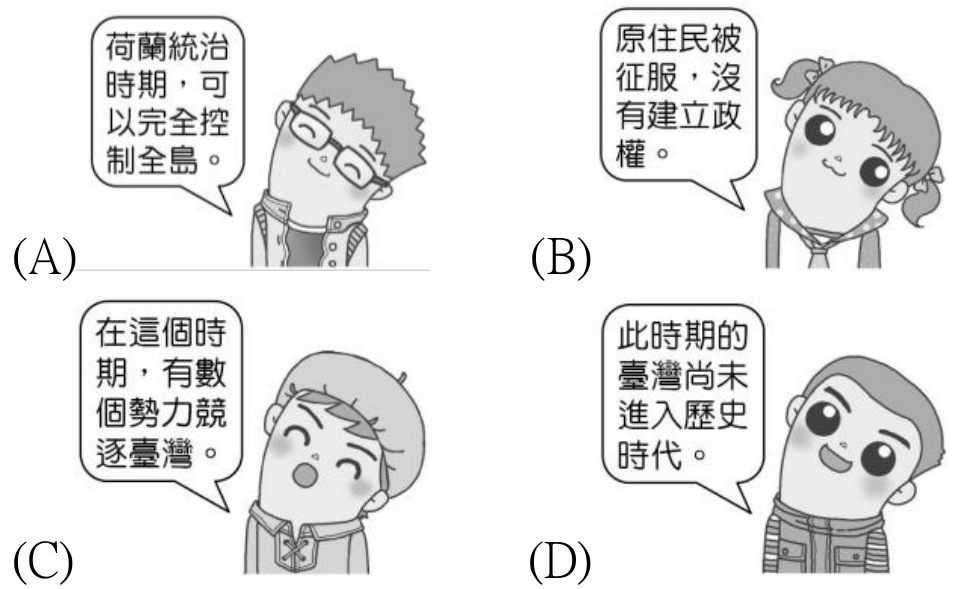 (A)
荷蘭統治
時期，可
以完全控
制全島。
(B)
原住民被
征服，沒
有建立政
權。
(C)
在這個時
期，有數
個勢力競
逐臺灣。
(D)
此時期的
臺灣尚未
進入歷史
時代。